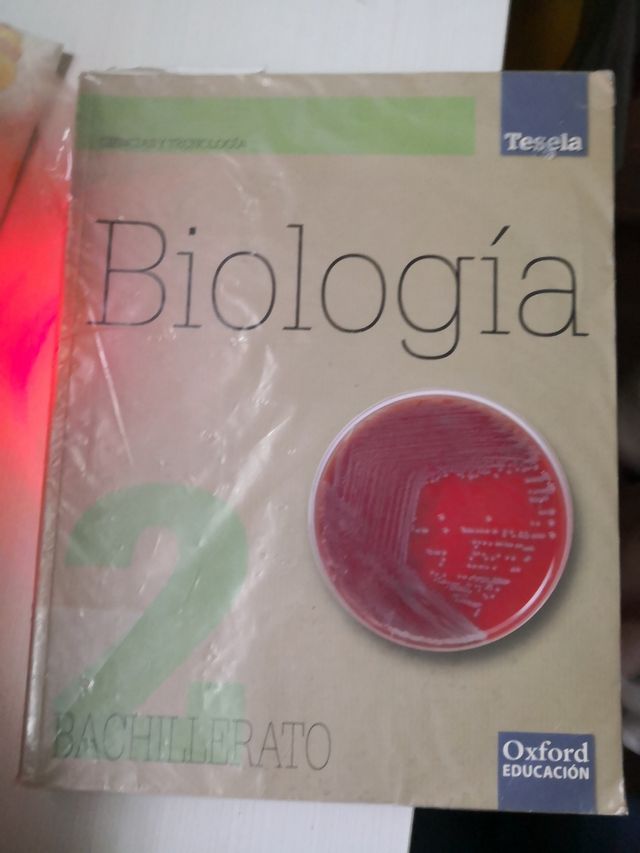 CIENCIAS Y TECNOLOGÍA
Tesela
Biología
2
BACHILLERATO
Oxford
EDUCACIÓN